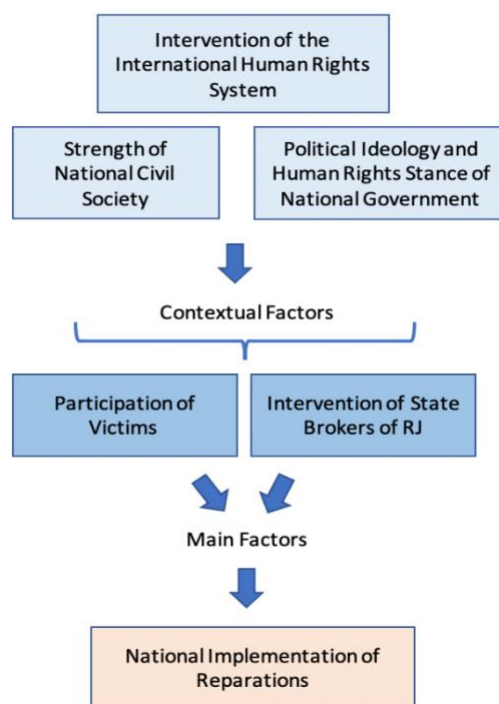 Intervention of the
International Human Rights
System
Strength of
National Civil
Society
Political Ideology and
Human Rights Stance of
National Government
Contextual Factors
Participation of
Victims
Intervention of State
Brokers of RJ
Main Factors
National Implementation of
Reparations